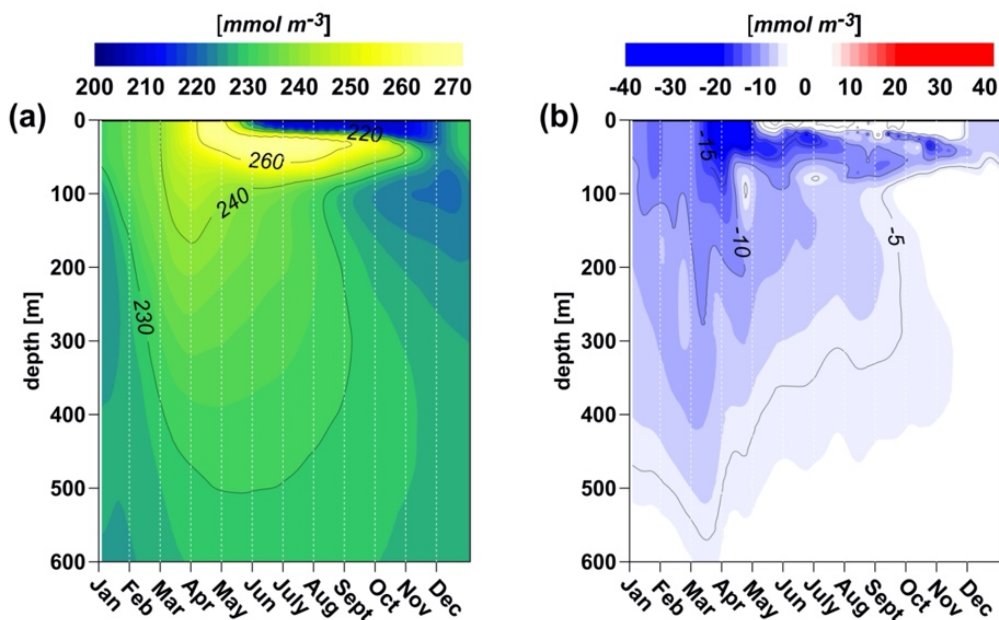 [mmol m-3]
200 210 220 230 240 250 260 270
(a)
0
100
200
300
400
500
600
depth [m]
220
260
240
230
Jan Feb Mar Apr May Jun July Aug Sept Oct Nov Dec
[mmol m-3]
-40 -30 -20 -10 0 10 20 30 40
(b)
0
100
200
300
400
500
600
depth [m]
-15
-10
-5
Jan Feb Mar Apr May Jun July Aug Sept Oct Nov Dec